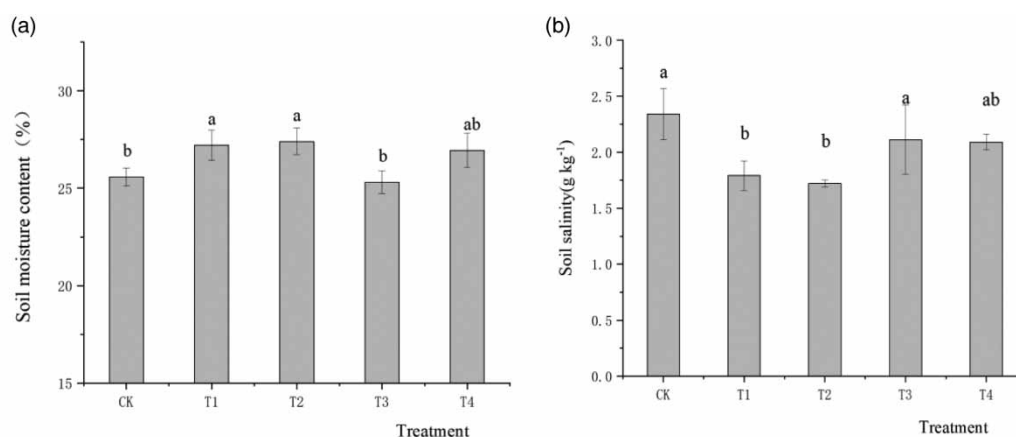 (a)
Soil moisture content (%)
30
25
20
15
b
a
a
b
ab
CK
T1
T2
T3
T4
Treatment
(b)
Soil salinity(g kg⁻¹)
3.0
2.5
2.0
1.5
1.0
0.5
0.0
a
b
b
a
ab
CK
T1
T2
T3
T4
Treatment